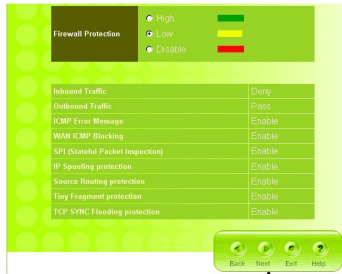 High
Firewall Protection
Low
Disable
Inbound Traffic Deny
Outbound Traffic Pass
ICMP Error Message Enable
WAN ICMP Blocking Enable
SPI (Stateful Packet Inspection) Enable
IP Spoofing protection Enable
Source Routing protection Enable
Tiny Fragment protection Enable
TCP SYNC Flooding protection Enable
Back Next Exit Help